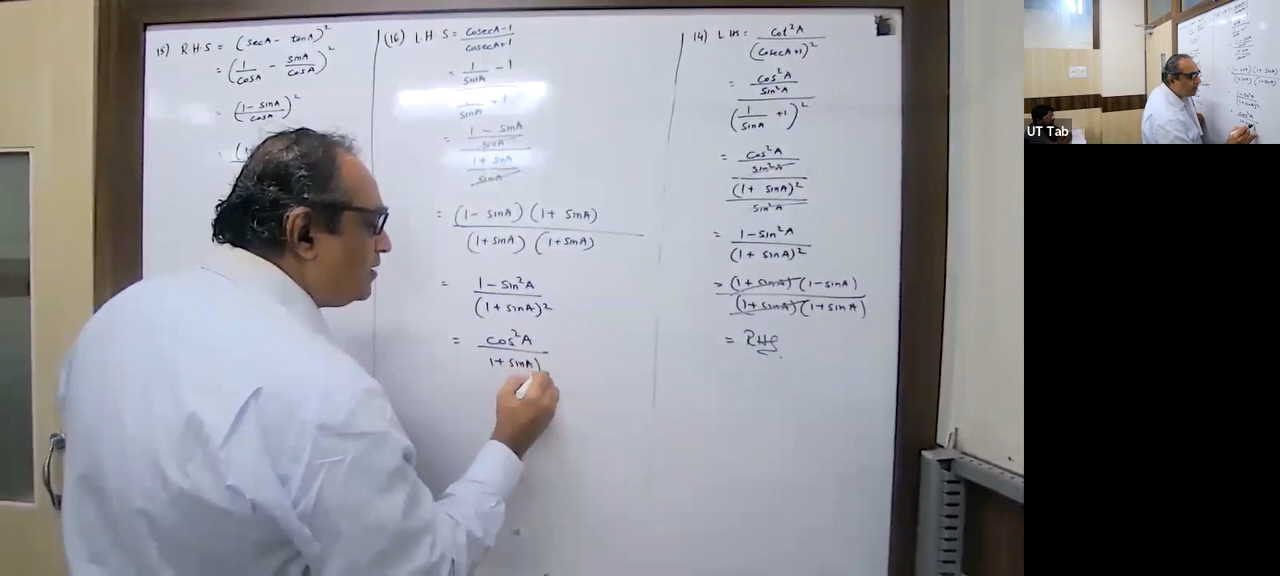 15) R.H.S = (secA - tanA)²
= (1/cosA - sinA/cosA)²
= (1-sinA/cosA)²
=
(16) L.H.S = cosecA-1/cosecA+1
= 1/sinA - 1
1/sinA + 1
= 1 - sinA/sinA
1 + sinA/sinA
= (1- sinA) (1+ sinA)
(1+sinA) (1+sinA)
= 1-sin²A
(1+sinA)²
= cos²A
1+ sinA)
14) LHS = cot²A
(cosecA+1)²
= cos²A/sin²A
(1/sinA +1)²
= cos²A/sin²A
(1+ sinA)²/sin²A
= 1-sin²A
(1+ sinA)²
= (1+sinA) (1-sinA)
(1+sinA) (1+sinA)
= RHS
UT Tab